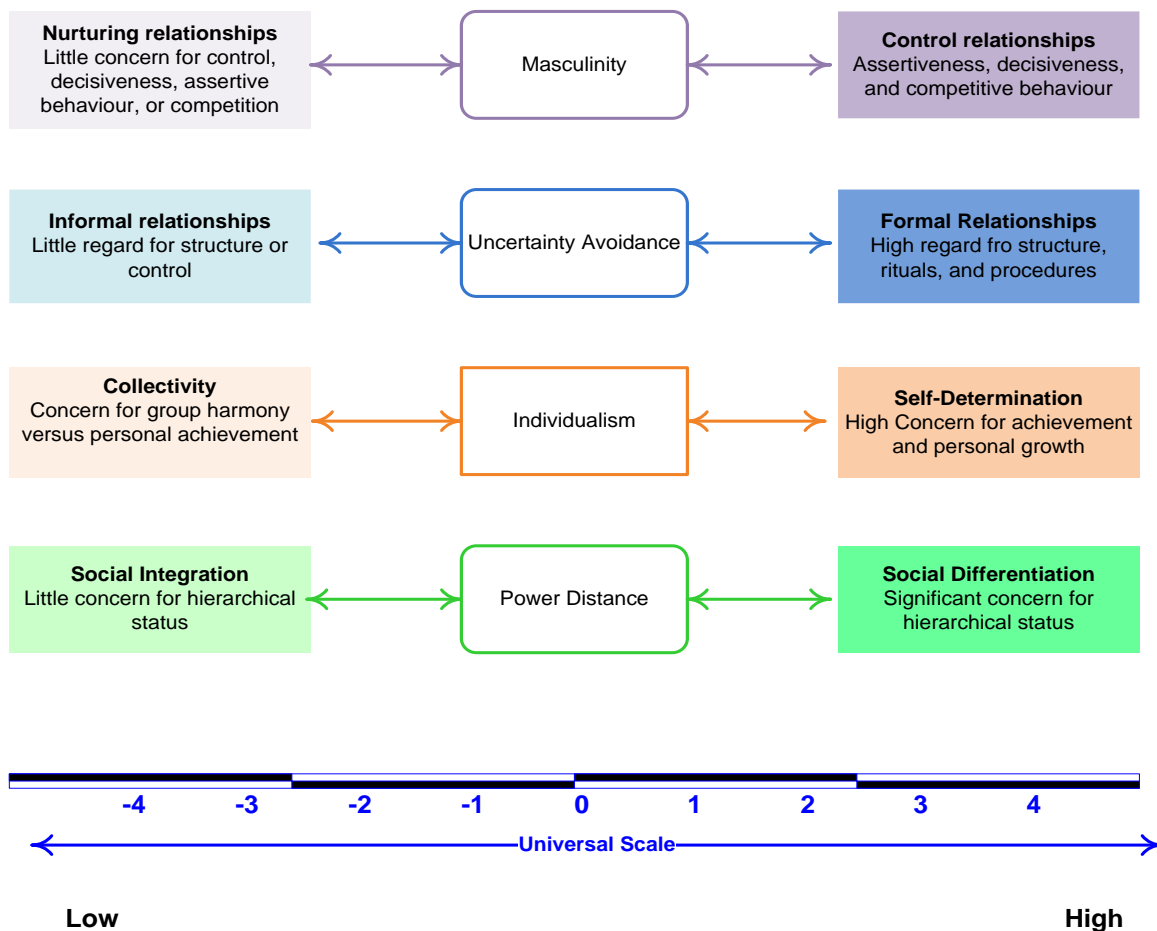 Nurturing relationships
Little concern for control,
decisiveness, assertive
behaviour, or competition
Masculinity
Control relationships
Assertiveness, decisiveness,
and competitive behaviour
Informal relationships
Little regard for structure or
control
Uncertainty Avoidance
Formal Relationships
High regard fro structure,
rituals, and procedures
Collectivity
Concern for group harmony
versus personal achievement
Individualism
Self-Determination
High Concern for achievement
and personal growth
Social Integration
Little concern for hierarchical
status
Power Distance
Social Differentiation
Significant concern for
hierarchical status
-4 -3 -2 -1 0 1 2 3 4
Universal Scale
Low High